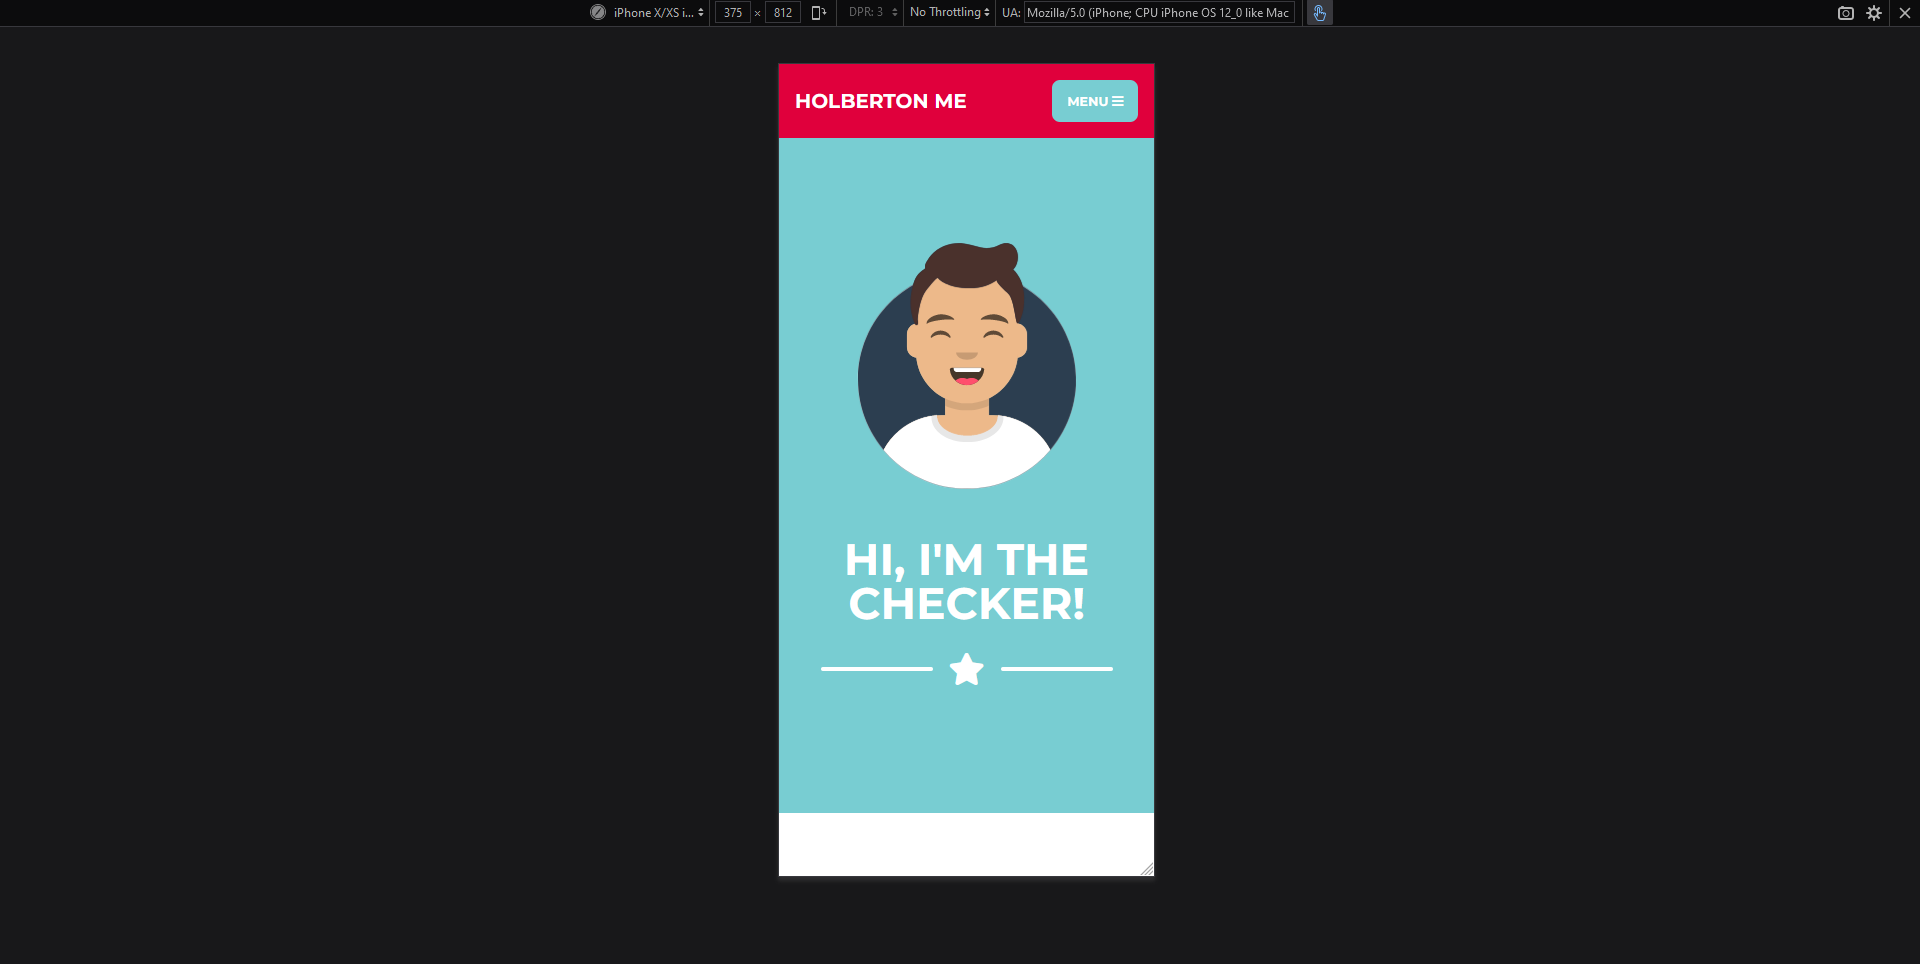 iPhone X/XS i... 375 × 812 DPR: 3 No Throttling UA: Mozilla/5.0 (iPhone; CPU iPhone OS 12_0 like Mac
HOLBERTON ME
MENU
HI, I'M THE
CHECKER!